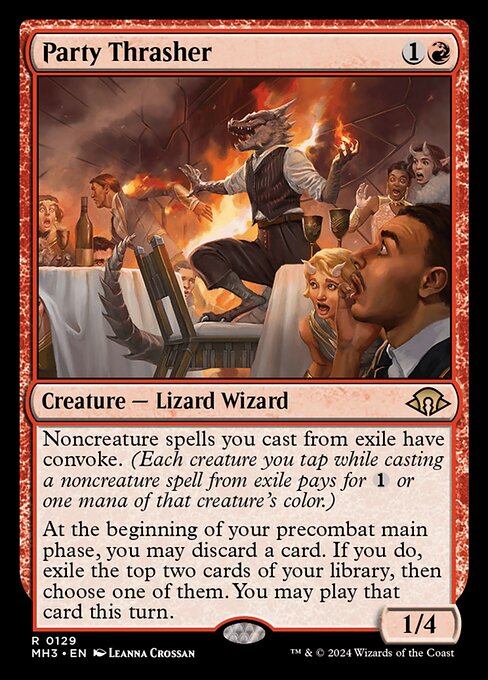 Party Thrasher 1
Creature — Lizard Wizard
Noncreature spells you cast from exile have
convoke. (Each creature you tap while casting
a noncreature spell from exile pays for 1 or
one mana of that creature's color.)
At the beginning of your precombat main
phase, you may discard a card. If you do,
exile the top two cards of your library, then
choose one of them. You may play that
card this turn.
1/4
R 0129
MH3 • EN LEANNA CROSSAN
™ & © 2024 Wizards of the Coast